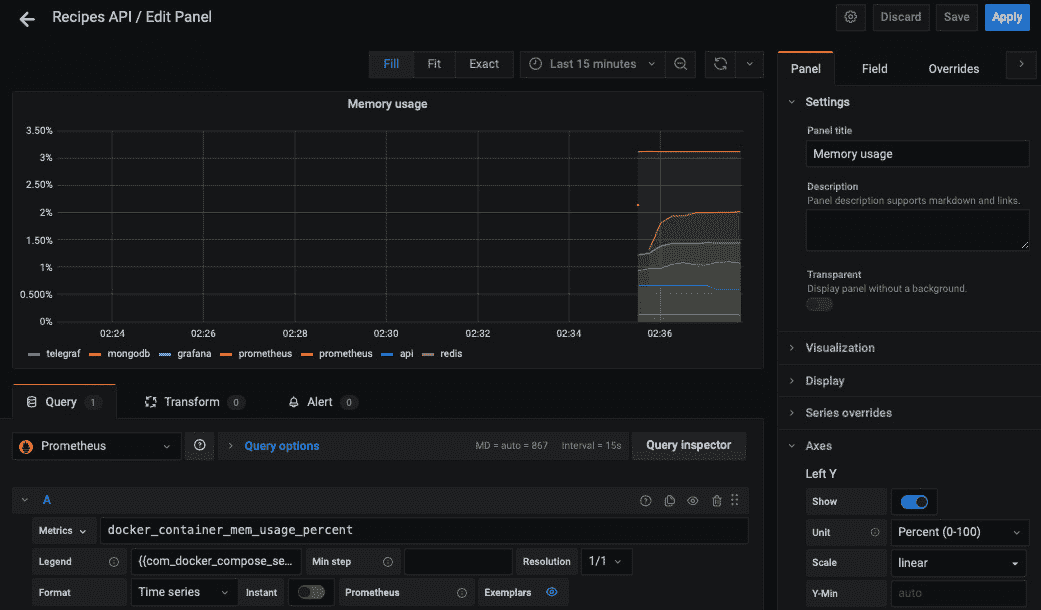 Recipes API / Edit Panel
Discard
Save
Apply
Fill
Fit
Exact
Last 15 minutes
Memory usage
3.50%
3%
2.50%
2%
1.50%
1%
0.500%
0%
02:24
02:26
02:28
02:30
02:32
02:34
02:36
telegraf
mongodb
grafana
prometheus
prometheus
api
redis
Query 1
Transform 0
Alert 0
Prometheus
Query options
MD = auto = 867
Interval = 15s
Query inspector
A
Metrics
docker_container_mem_usage_percent
Legend
{{com_docker_compose_se...
Min step
Resolution
1/1
Format
Time series
Instant
Prometheus
Exemplars
Panel
Field
Overrides
Settings
Panel title
Memory usage
Description
Panel description supports markdown and links.
Transparent
Display panel without a background.
Visualization
Display
Series overrides
Axes
Left Y
Show
Unit
Percent (0-100)
Scale
linear
Y-Min
auto